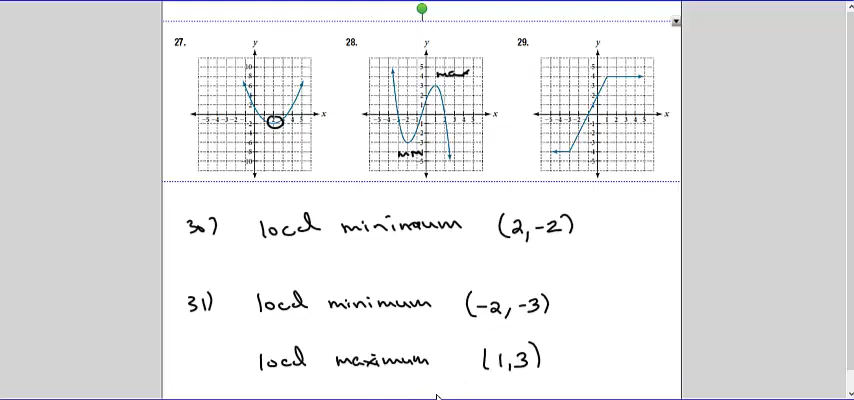 27. 28. 29.
y y y
max
x x x
min
30) local minimum (2, -2)
31) local minimum (-2, -3)
local maximum (1, 3)